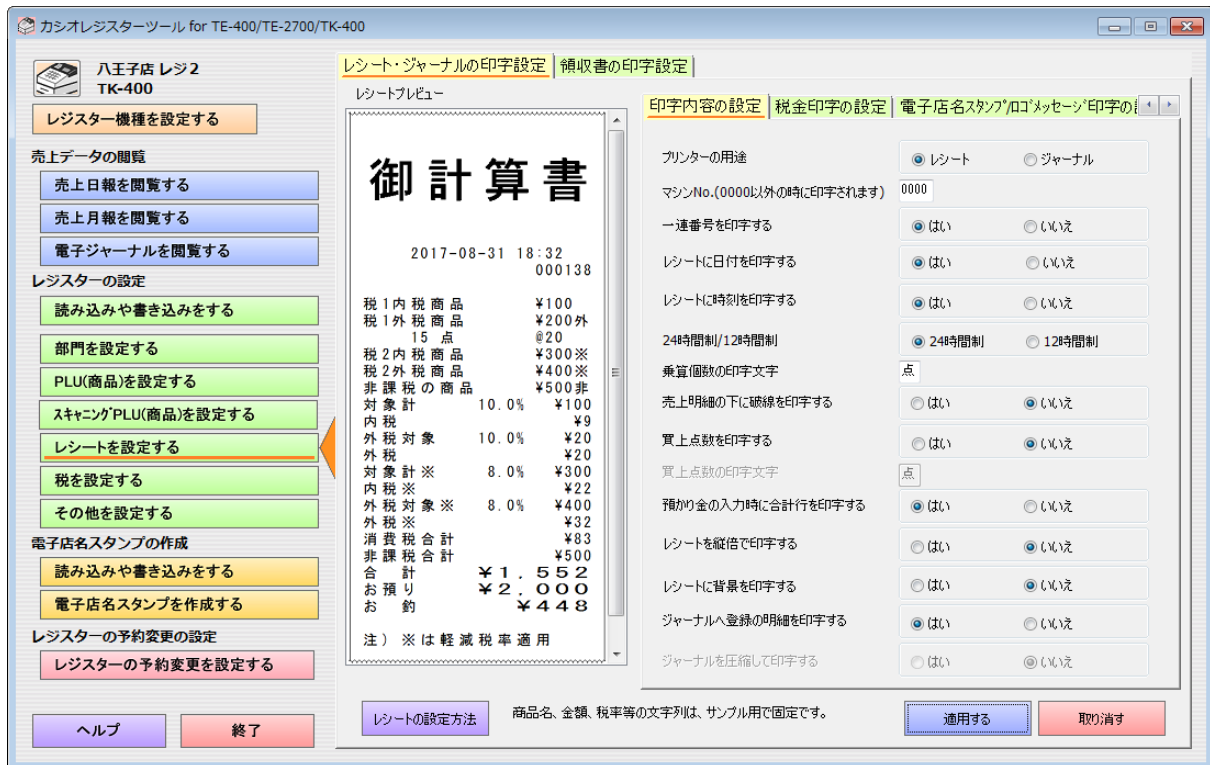 カシオレジスターツール for TE-400/TE-2700/TK-400
八王子店 レジ2
TK-400
レジスター機種を設定する
売上データの閲覧
売上日報を閲覧する
売上月報を閲覧する
電子ジャーナルを閲覧する
レジスターの設定
読み込みや書き込みをする
部門を設定する
PLU(商品)を設定する
スキャニングPLU(商品)を設定する
レシートを設定する
税を設定する
その他を設定する
電子店名スタンプの作成
読み込みや書き込みをする
電子店名スタンプを作成する
レジスターの予約変更の設定
レジスターの予約変更を設定する
ヘルプ 終了
レシート・ジャーナルの印字設定 領収書の印字設定
レシートプレビュー
御計算書
2017-08-31 18:32
000138
税1内税商品 ¥100
税1外税商品 ¥200外
15 点 @20
税2内税商品 ¥300※
税2外税商品 ¥400※
非課税の商品 ¥500非
対象計 10.0% ¥100
内税 ¥9
外税対象 10.0% ¥20
外税 ¥20
対象計※ 8.0% ¥300
内税※ ¥22
外税対象※ 8.0% ¥400
外税※ ¥32
消費税合計 ¥83
非課税合計 ¥500
合 計 ¥1,552
お預り ¥2,000
お 釣 ¥448
注) ※は軽減税率適用
印字内容の設定 税金印字の設定 電子店名スタンプ/ロゴメッセージ印字の
プリンターの用途 レシート ジャーナル
マシンNo.(0000以外の時に印字されます) 0000
一連番号を印字する はい いいえ
レシートに日付を印字する はい いいえ
レシートに時刻を印字する はい いいえ
24時間制/12時間制 24時間制 12時間制
乗算個数の印字文字 点
売上明細の下に破線を印字する はい いいえ
買上点数を印字する はい いいえ
買上点数の印字文字 点
預かり金の入力時に合計行を印字する はい いいえ
レシートを縦倍で印字する はい いいえ
レシートに背景を印字する はい いいえ
ジャーナルへ登録の明細を印字する はい いいえ
ジャーナルを圧縮して印字する はい いいえ
レシートの設定方法 商品名、金額、税率等の文字列は、サンプル用で固定です。 適用する 取り消す